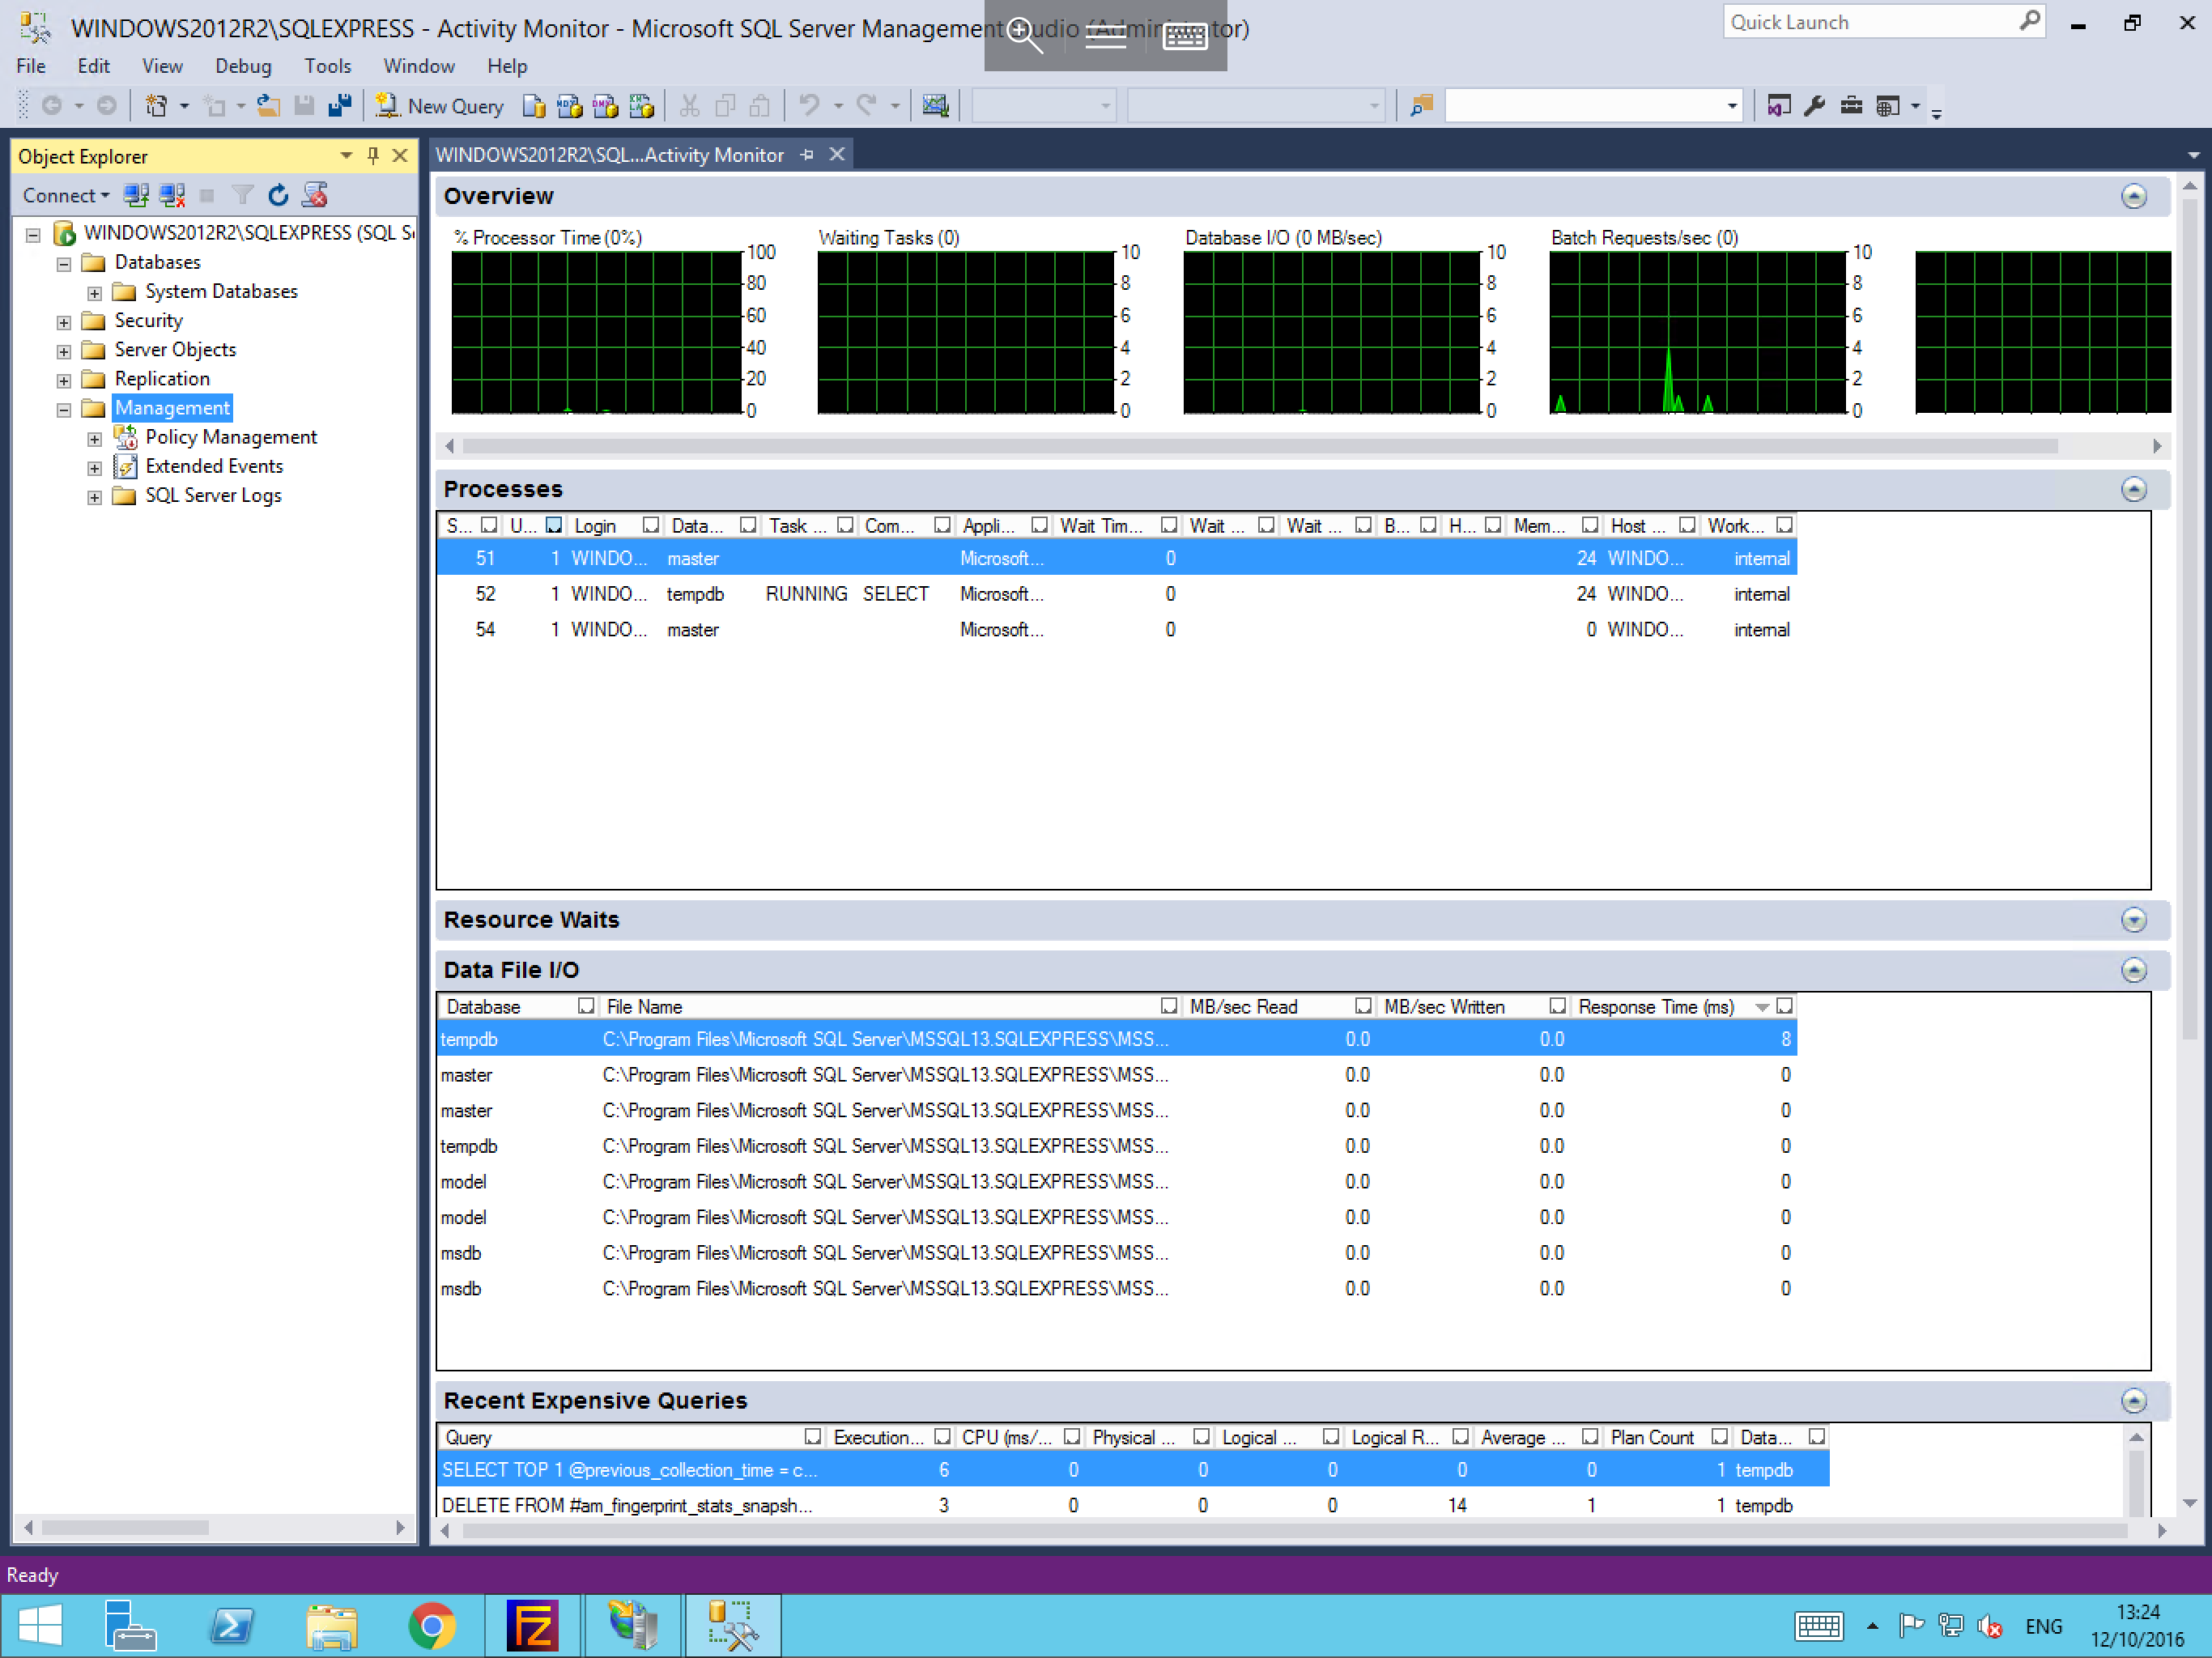 WINDOWS2012R2\SQLEXPRESS - Activity Monitor - Microsoft SQL Server Management Studio (Administrator)
Quick Launch
File Edit View Debug Tools Window Help
New Query
Object Explorer
WINDOWS2012R2\SQL...Activity Monitor
Connect
WINDOWS2012R2\SQLEXPRESS (SQL S
Databases
System Databases
Security
Server Objects
Replication
Management
Policy Management
Extended Events
SQL Server Logs
Overview
% Processor Time (0%)
100
80
60
40
20
0
Waiting Tasks (0)
10
8
6
4
2
0
Database I/O (0 MB/sec)
10
8
6
4
2
0
Batch Requests/sec (0)
10
8
6
4
2
0
Processes
S... U... Login Data... Task ... Com... Appli... Wait Tim... Wait ... Wait ... B... H... Mem... Host ... Work...
51 1 WINDO... master Microsoft... 0 24 WINDO... internal
52 1 WINDO... tempdb RUNNING SELECT Microsoft... 0 24 WINDO... internal
54 1 WINDO... master Microsoft... 0 0 WINDO... internal
Resource Waits
Data File I/O
Database File Name MB/sec Read MB/sec Written Response Time (ms)
tempdb C:\Program Files\Microsoft SQL Server\MSSQL13.SQLEXPRESS\MSS... 0.0 0.0 8
master C:\Program Files\Microsoft SQL Server\MSSQL13.SQLEXPRESS\MSS... 0.0 0.0 0
master C:\Program Files\Microsoft SQL Server\MSSQL13.SQLEXPRESS\MSS... 0.0 0.0 0
tempdb C:\Program Files\Microsoft SQL Server\MSSQL13.SQLEXPRESS\MSS... 0.0 0.0 0
model C:\Program Files\Microsoft SQL Server\MSSQL13.SQLEXPRESS\MSS... 0.0 0.0 0
model C:\Program Files\Microsoft SQL Server\MSSQL13.SQLEXPRESS\MSS... 0.0 0.0 0
msdb C:\Program Files\Microsoft SQL Server\MSSQL13.SQLEXPRESS\MSS... 0.0 0.0 0
msdb C:\Program Files\Microsoft SQL Server\MSSQL13.SQLEXPRESS\MSS... 0.0 0.0 0
Recent Expensive Queries
Query Execution... CPU (ms/... Physical ... Logical ... Logical R... Average ... Plan Count Data...
SELECT TOP 1 @previous_collection_time = c... 6 0 0 0 0 0 1 tempdb
DELETE FROM #am_fingerprint_stats_snapsh... 3 0 0 0 14 1 1 tempdb
Ready
Fz
ENG
13:24
12/10/2016